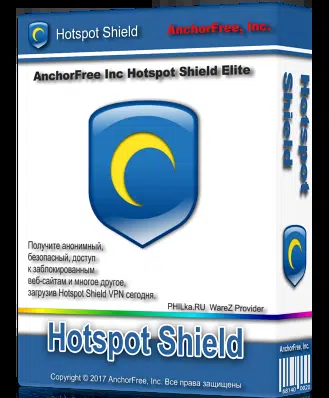 Hotspot Shield
AnchorFree, Inc.
AnchorFree Inc Hotspot Shield Elite
Hotspot
Shield
Получите анонимный,
безопасный, доступ
к заблокированным
веб-сайтам и многое другое,
загрузив Hotspot Shield VPN сегодня.
PHILka.RU WareZ Provider
Hotspot Shield
Copyright © 2017 AnchorFree, Inc. Все права защищены